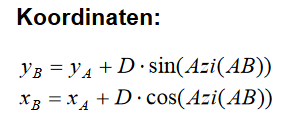 Koordinaten:
y_B = y_A + D · sin(Azi(AB))
x_B = x_A + D · cos(Azi(AB))